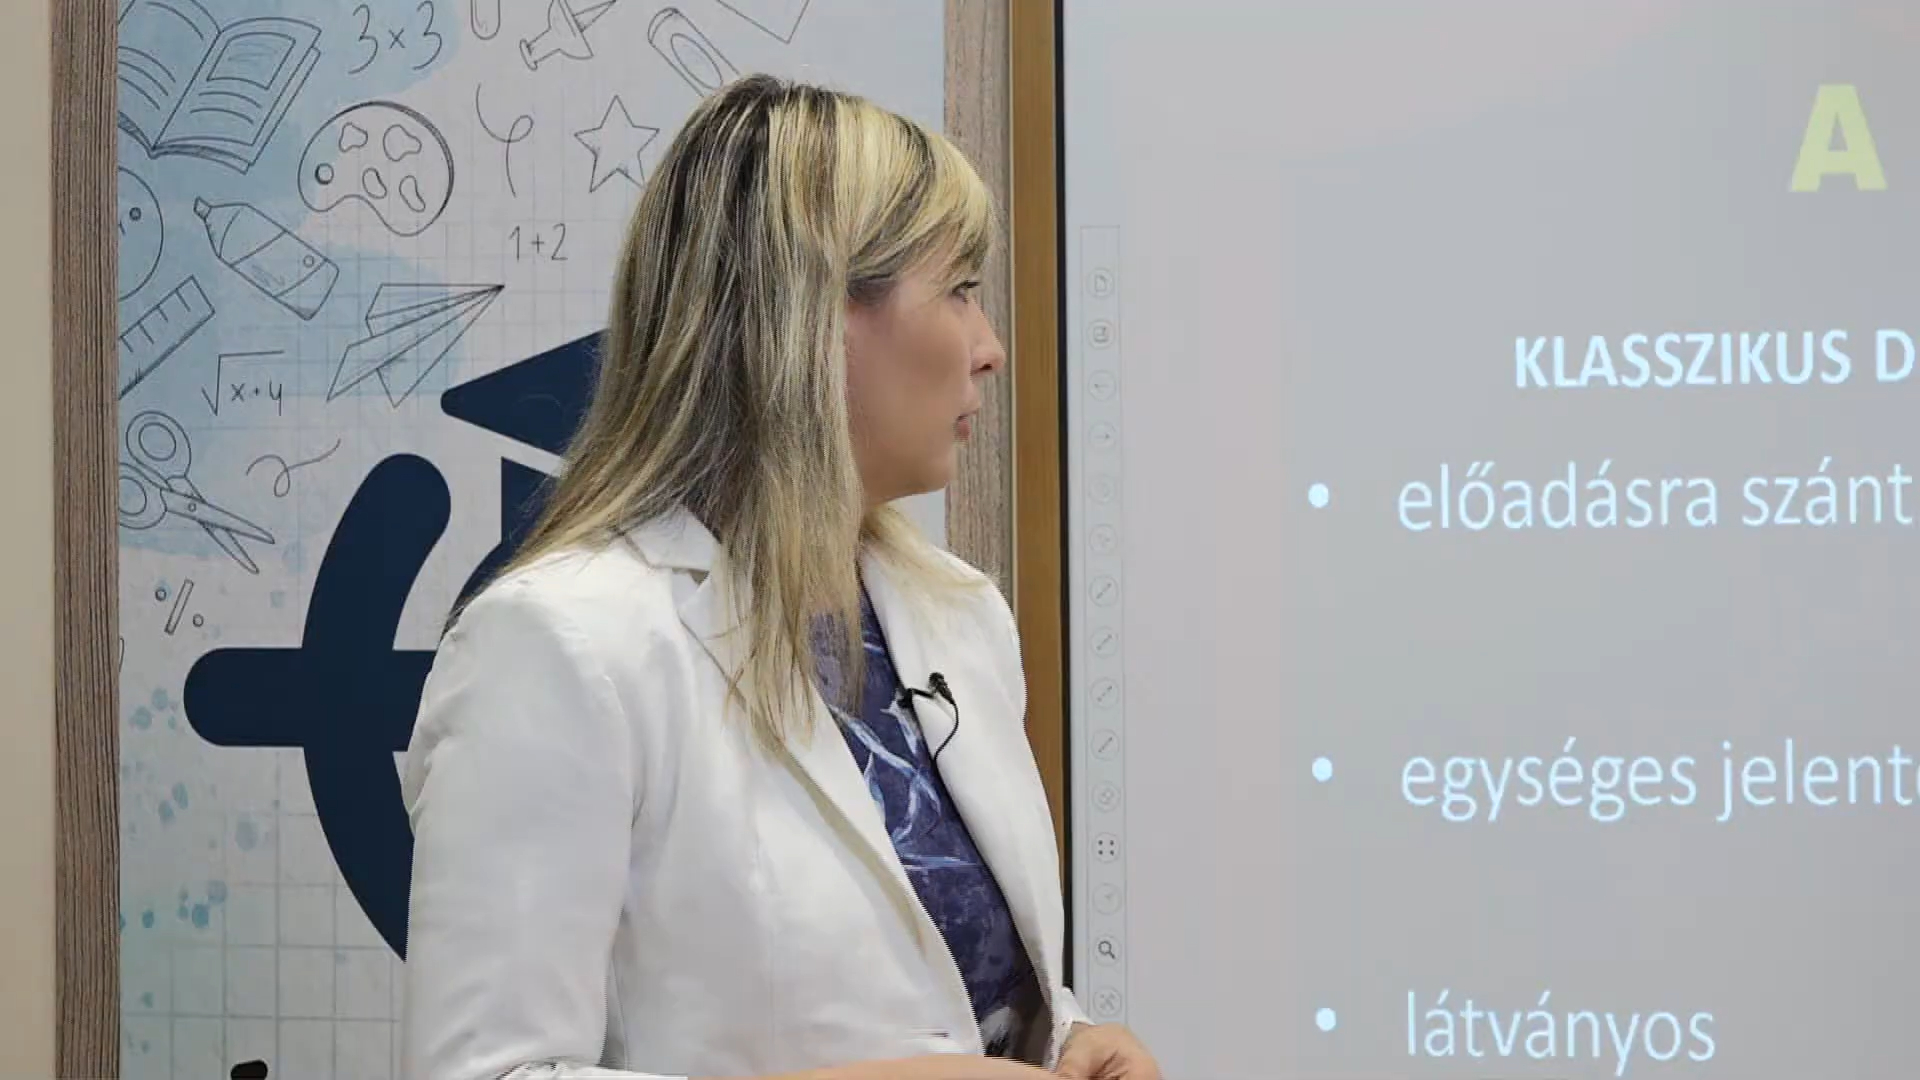 3×3
1+2
√x+4
%
A
KLASSZIKUS D
• előadásra szánt
• egységes jelent
• látványos